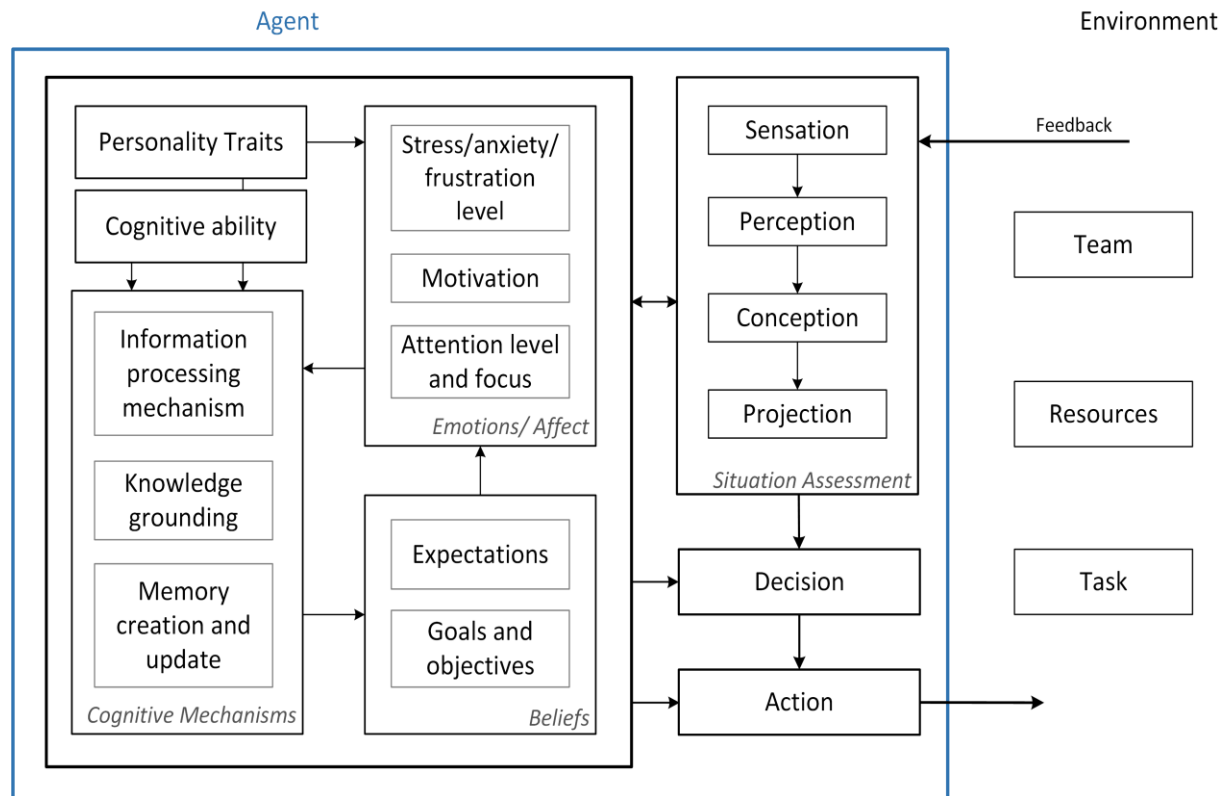 Agent
Environment
Personality Traits
Cognitive ability
Information
processing
mechanism
Knowledge
grounding
Memory
creation and
update
Cognitive Mechanisms
Stress/anxiety/
frustration
level
Motivation
Attention level
and focus
Emotions/ Affect
Expectations
Goals and
objectives
Beliefs
Sensation
Perception
Conception
Projection
Situation Assessment
Decision
Action
Feedback
Team
Resources
Task